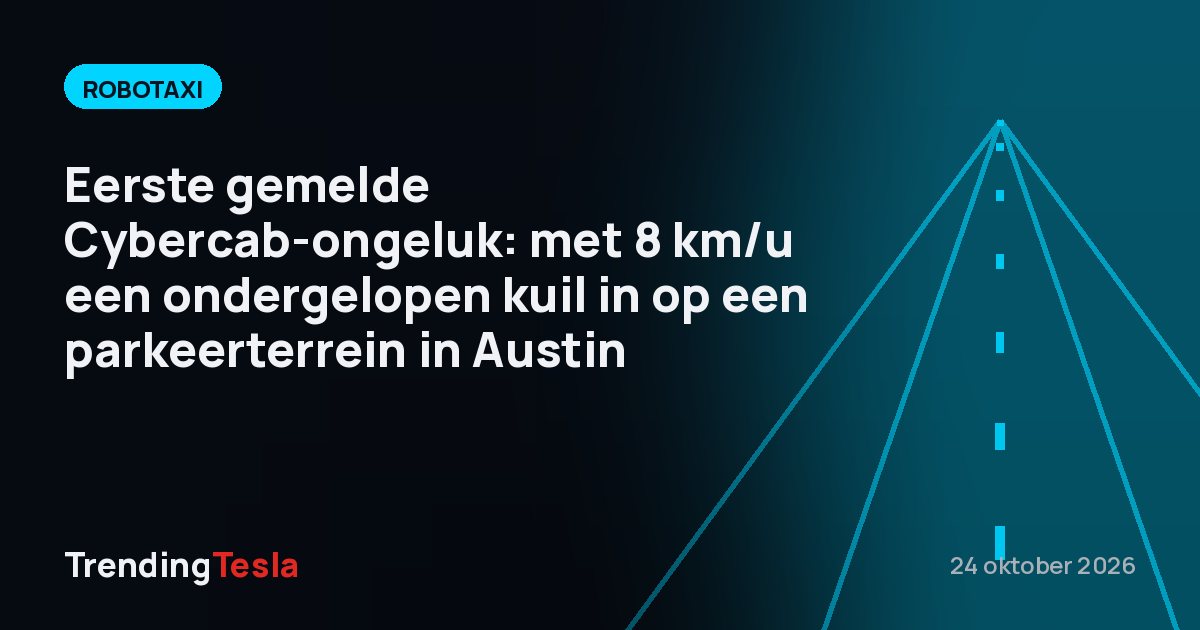 ROBOTAXI
Eerste gemelde
Cybercab-ongeluk: met 8 km/u
een ondergelopen kuil in op een
parkeerterrein in Austin
TrendingTesla
24 oktober 2026